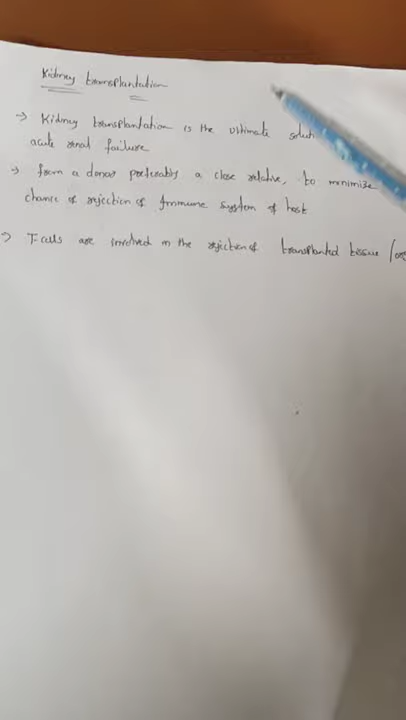 Kidney transplantation
→ Kidney transplantation is the ultimate
acute renal failure
→ from a donor preferably a close relative, to minimize
chance of rejection of Immune system of host
→ T-cells are involved in the rejection of transplanted tissue /